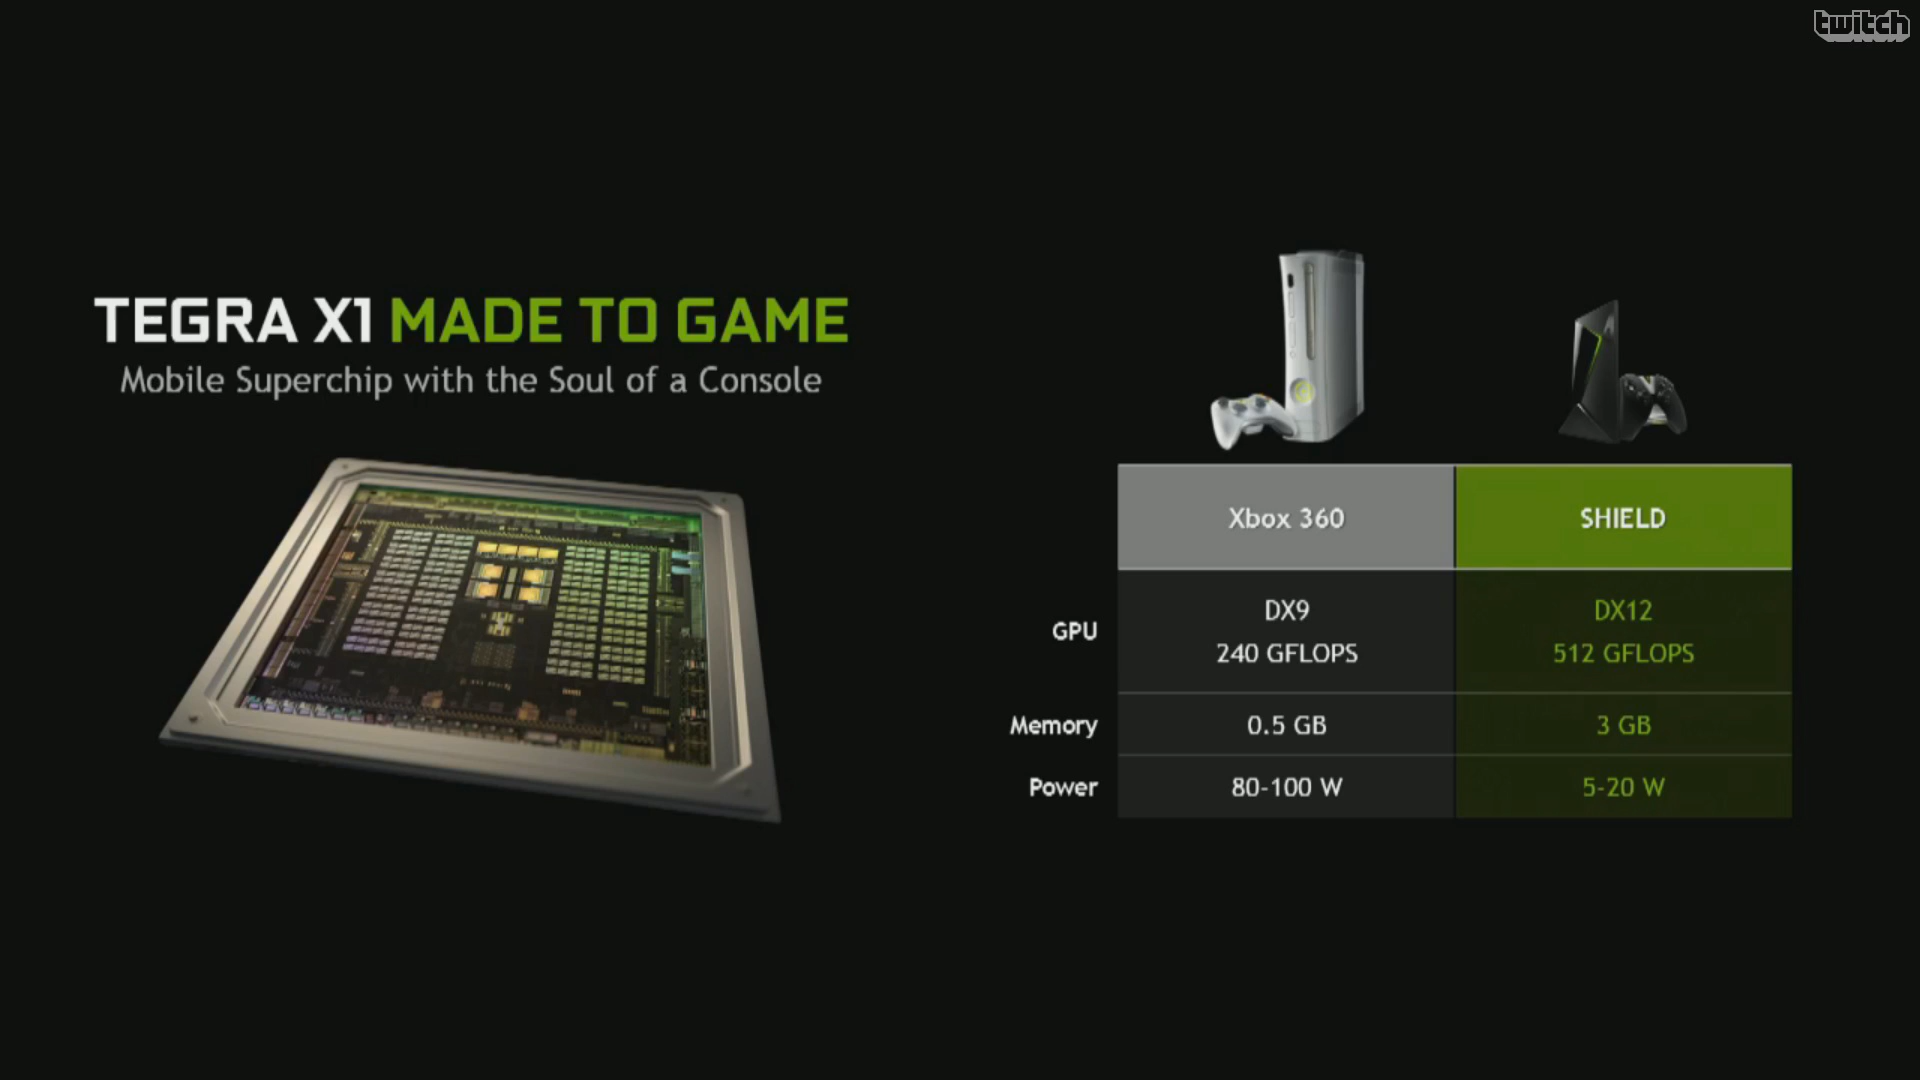 twitch
TEGRA X1 MADE TO GAME
Mobile Superchip with the Soul of a Console
Xbox 360 SHIELD
GPU DX9 240 GFLOPS DX12 512 GFLOPS
Memory 0.5 GB 3 GB
Power 80-100 W 5-20 W